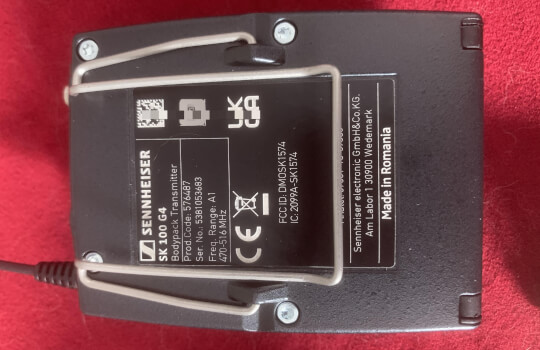 SENNHEISER
SK 100 G4
Bodypack Transmitter
Prod.Code: 576487
Ser. No.: 5381053683
Freq. Range: A1
470-516 MHz
UK
CA
CE
FCC ID: DMOSK1574
IC: 2099A-SK1574
Sennheiser electronic GmbH&Co.KG.
Am Labor 1 30900 Wedemark
Made in Romania